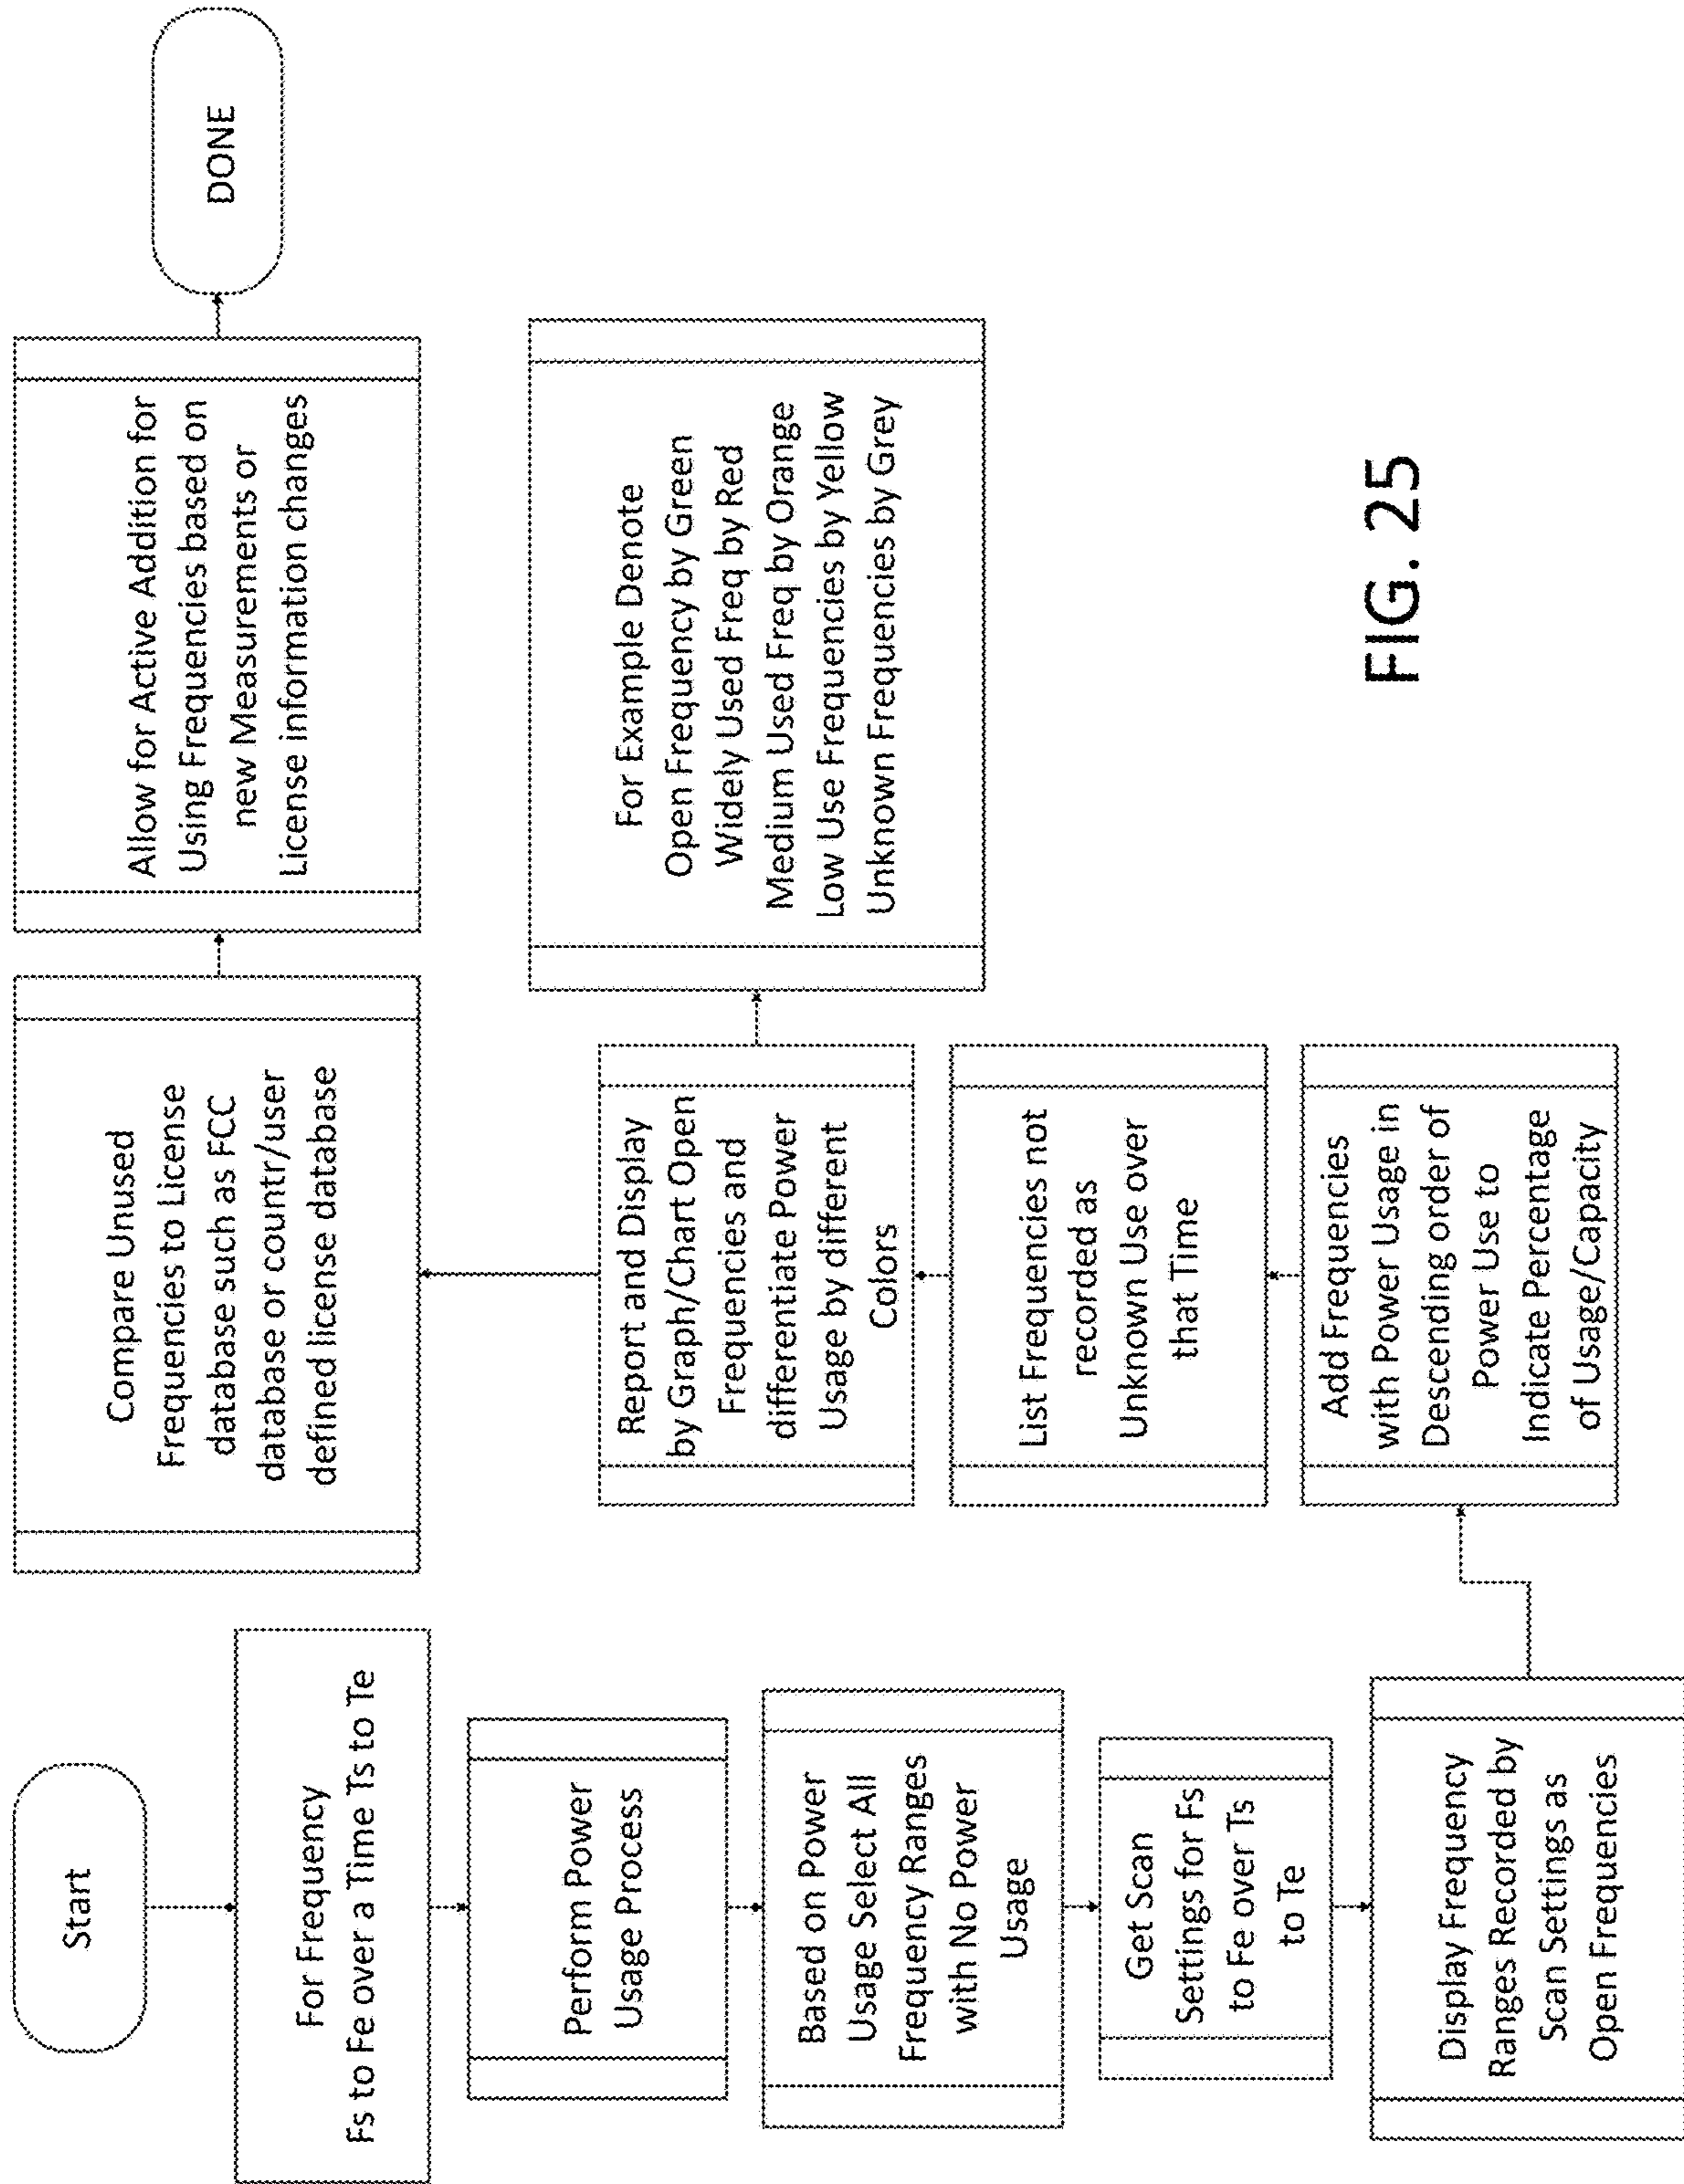 Start
For Frequency
Fs to Fe over a Time Ts to Te
Perform Power
Usage Process
Based on Power
Usage Select All
Frequency Ranges
with No Power
Usage
Get Scan
Settings for Fs
to Fe over Ts
to Te
Display Frequency
Ranges Recorded by
Scan Settings as
Open Frequencies
Add Frequencies
with Power Usage in
Descending order of
Power Use to
Indicate Percentage
of Usage/Capacity
List Frequencies not
recorded as
Unknown Use over
that Time
Report and Display
by Graph/Chart Open
Frequencies and
differentiate Power
Usage by different
Colors
For Example Denote
Open Frequency by Green
Widely Used Freq by Red
Medium Used Freq by Orange
Low Use Frequencies by Yellow
Unknown Frequencies by Grey
Compare Unused
Frequencies to License
database such as FCC
database or countr/user
defined license database
Allow for Active Addition for
Using Frequencies based on
new Measurements or
License information changes
DONE
FIG. 25